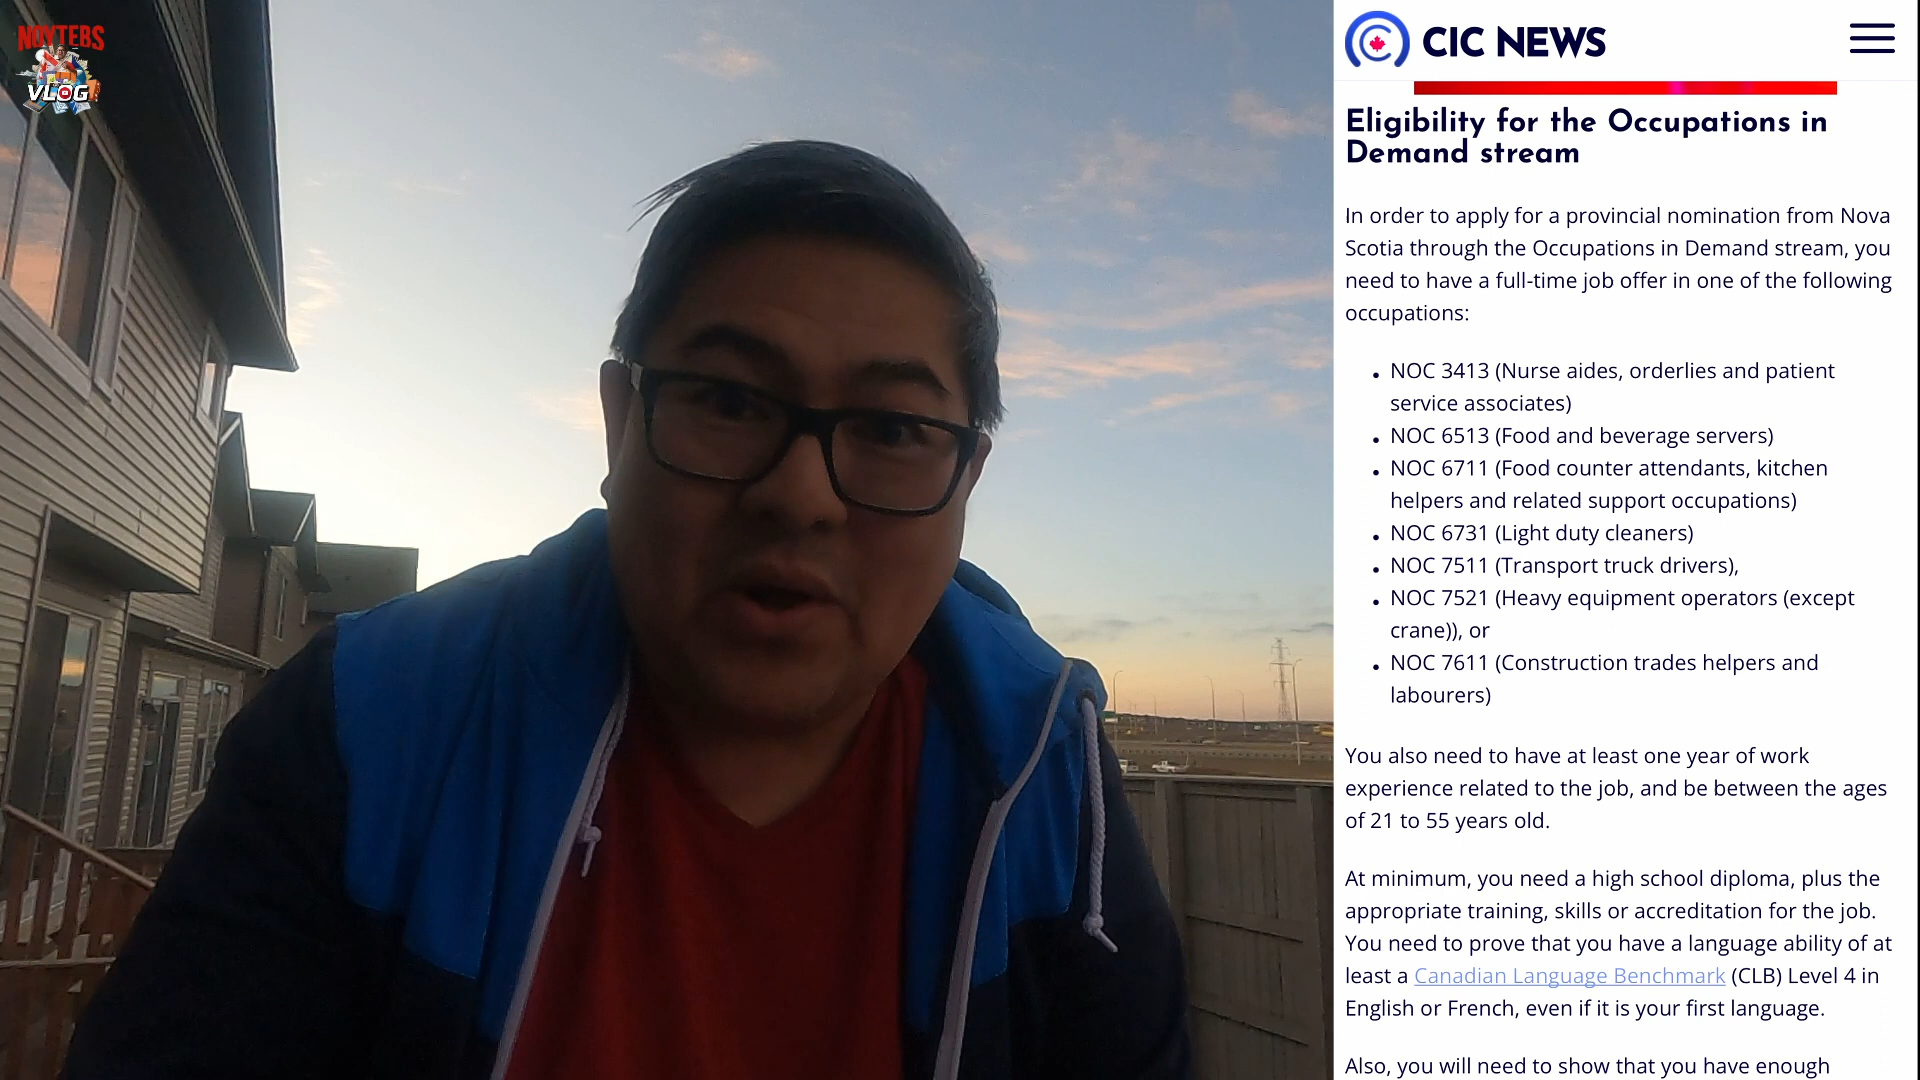 NOYTEBS
VLOG
CIC NEWS
Eligibility for the Occupations in
Demand stream
In order to apply for a provincial nomination from Nova
Scotia through the Occupations in Demand stream, you
need to have a full-time job offer in one of the following
occupations:
• NOC 3413 (Nurse aides, orderlies and patient
service associates)
• NOC 6513 (Food and beverage servers)
• NOC 6711 (Food counter attendants, kitchen
helpers and related support occupations)
• NOC 6731 (Light duty cleaners)
• NOC 7511 (Transport truck drivers),
• NOC 7521 (Heavy equipment operators (except
crane)), or
• NOC 7611 (Construction trades helpers and
labourers)
You also need to have at least one year of work
experience related to the job, and be between the ages
of 21 to 55 years old.
At minimum, you need a high school diploma, plus the
appropriate training, skills or accreditation for the job.
You need to prove that you have a language ability of at
least a Canadian Language Benchmark (CLB) Level 4 in
English or French, even if it is your first language.
Also, you will need to show that you have enough